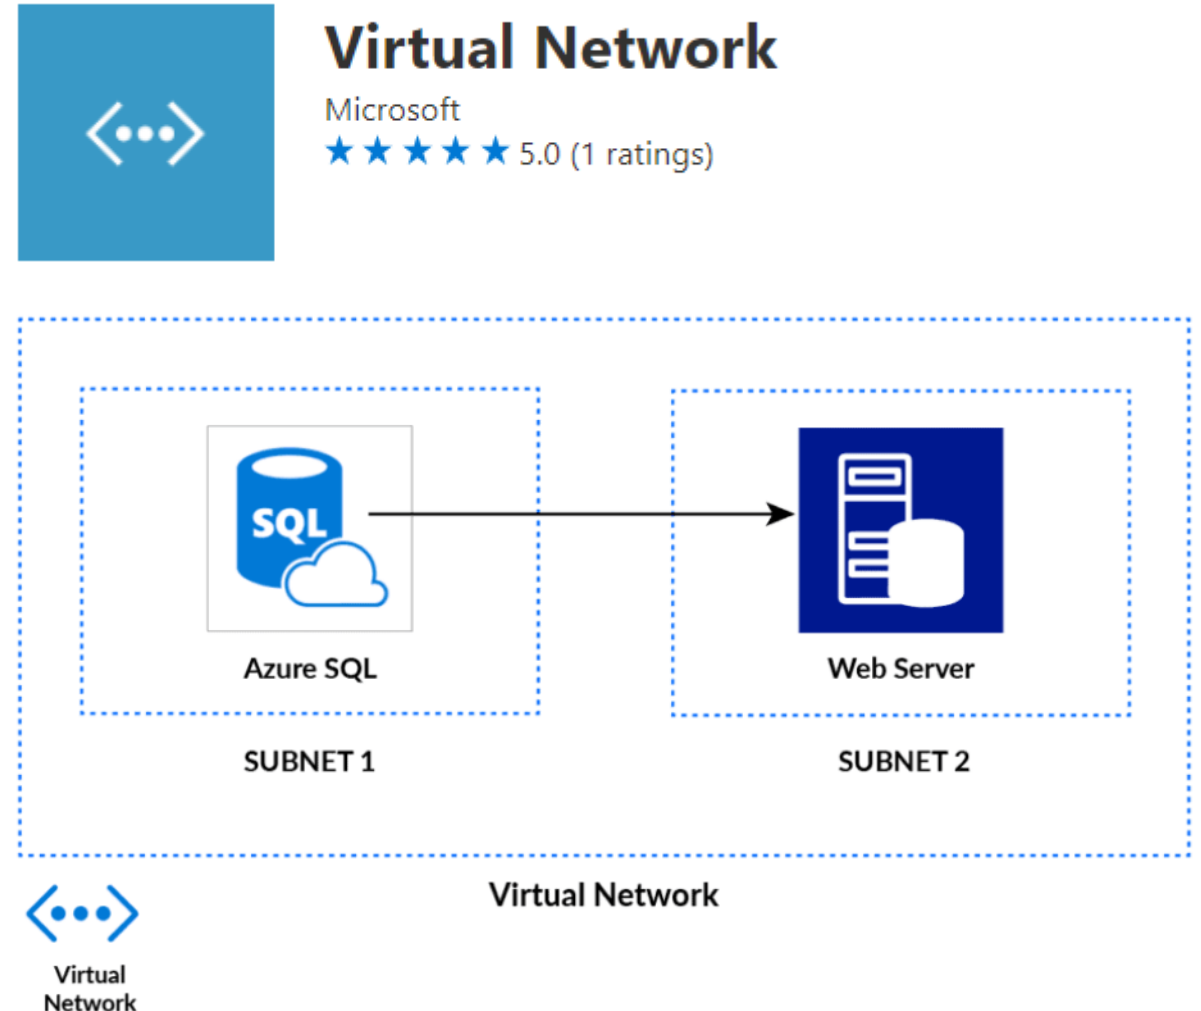 Virtual Network
Microsoft
5.0 (1 ratings)
SQL
Azure SQL
Web Server
SUBNET 1
SUBNET 2
Virtual Network
Virtual
Network